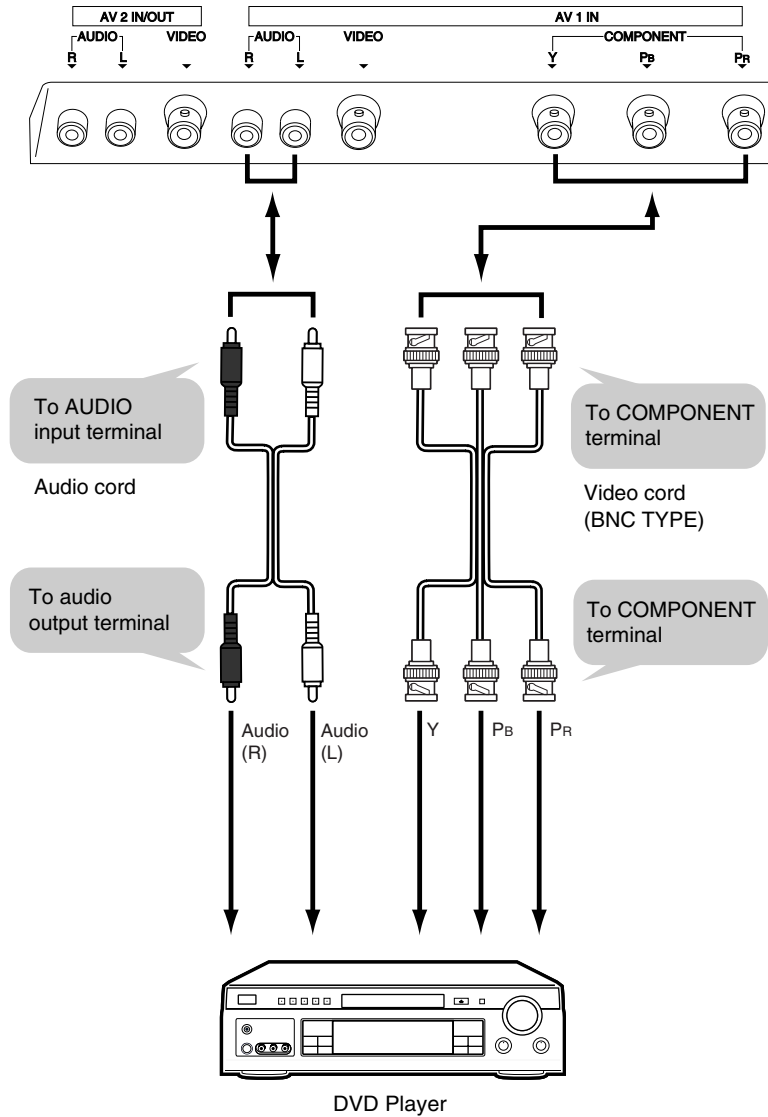 AV 2 IN/OUT
AV 1 IN
AUDIO
VIDEO
AUDIO
VIDEO
COMPONENT
R
L
R
L
Y
PB
PR
To AUDIO
input terminal
Audio cord
To COMPONENT
terminal
Video cord
(BNC TYPE)
To audio
output terminal
To COMPONENT
terminal
Audio
(R)
Audio
(L)
Y
PB
PR
DVD Player